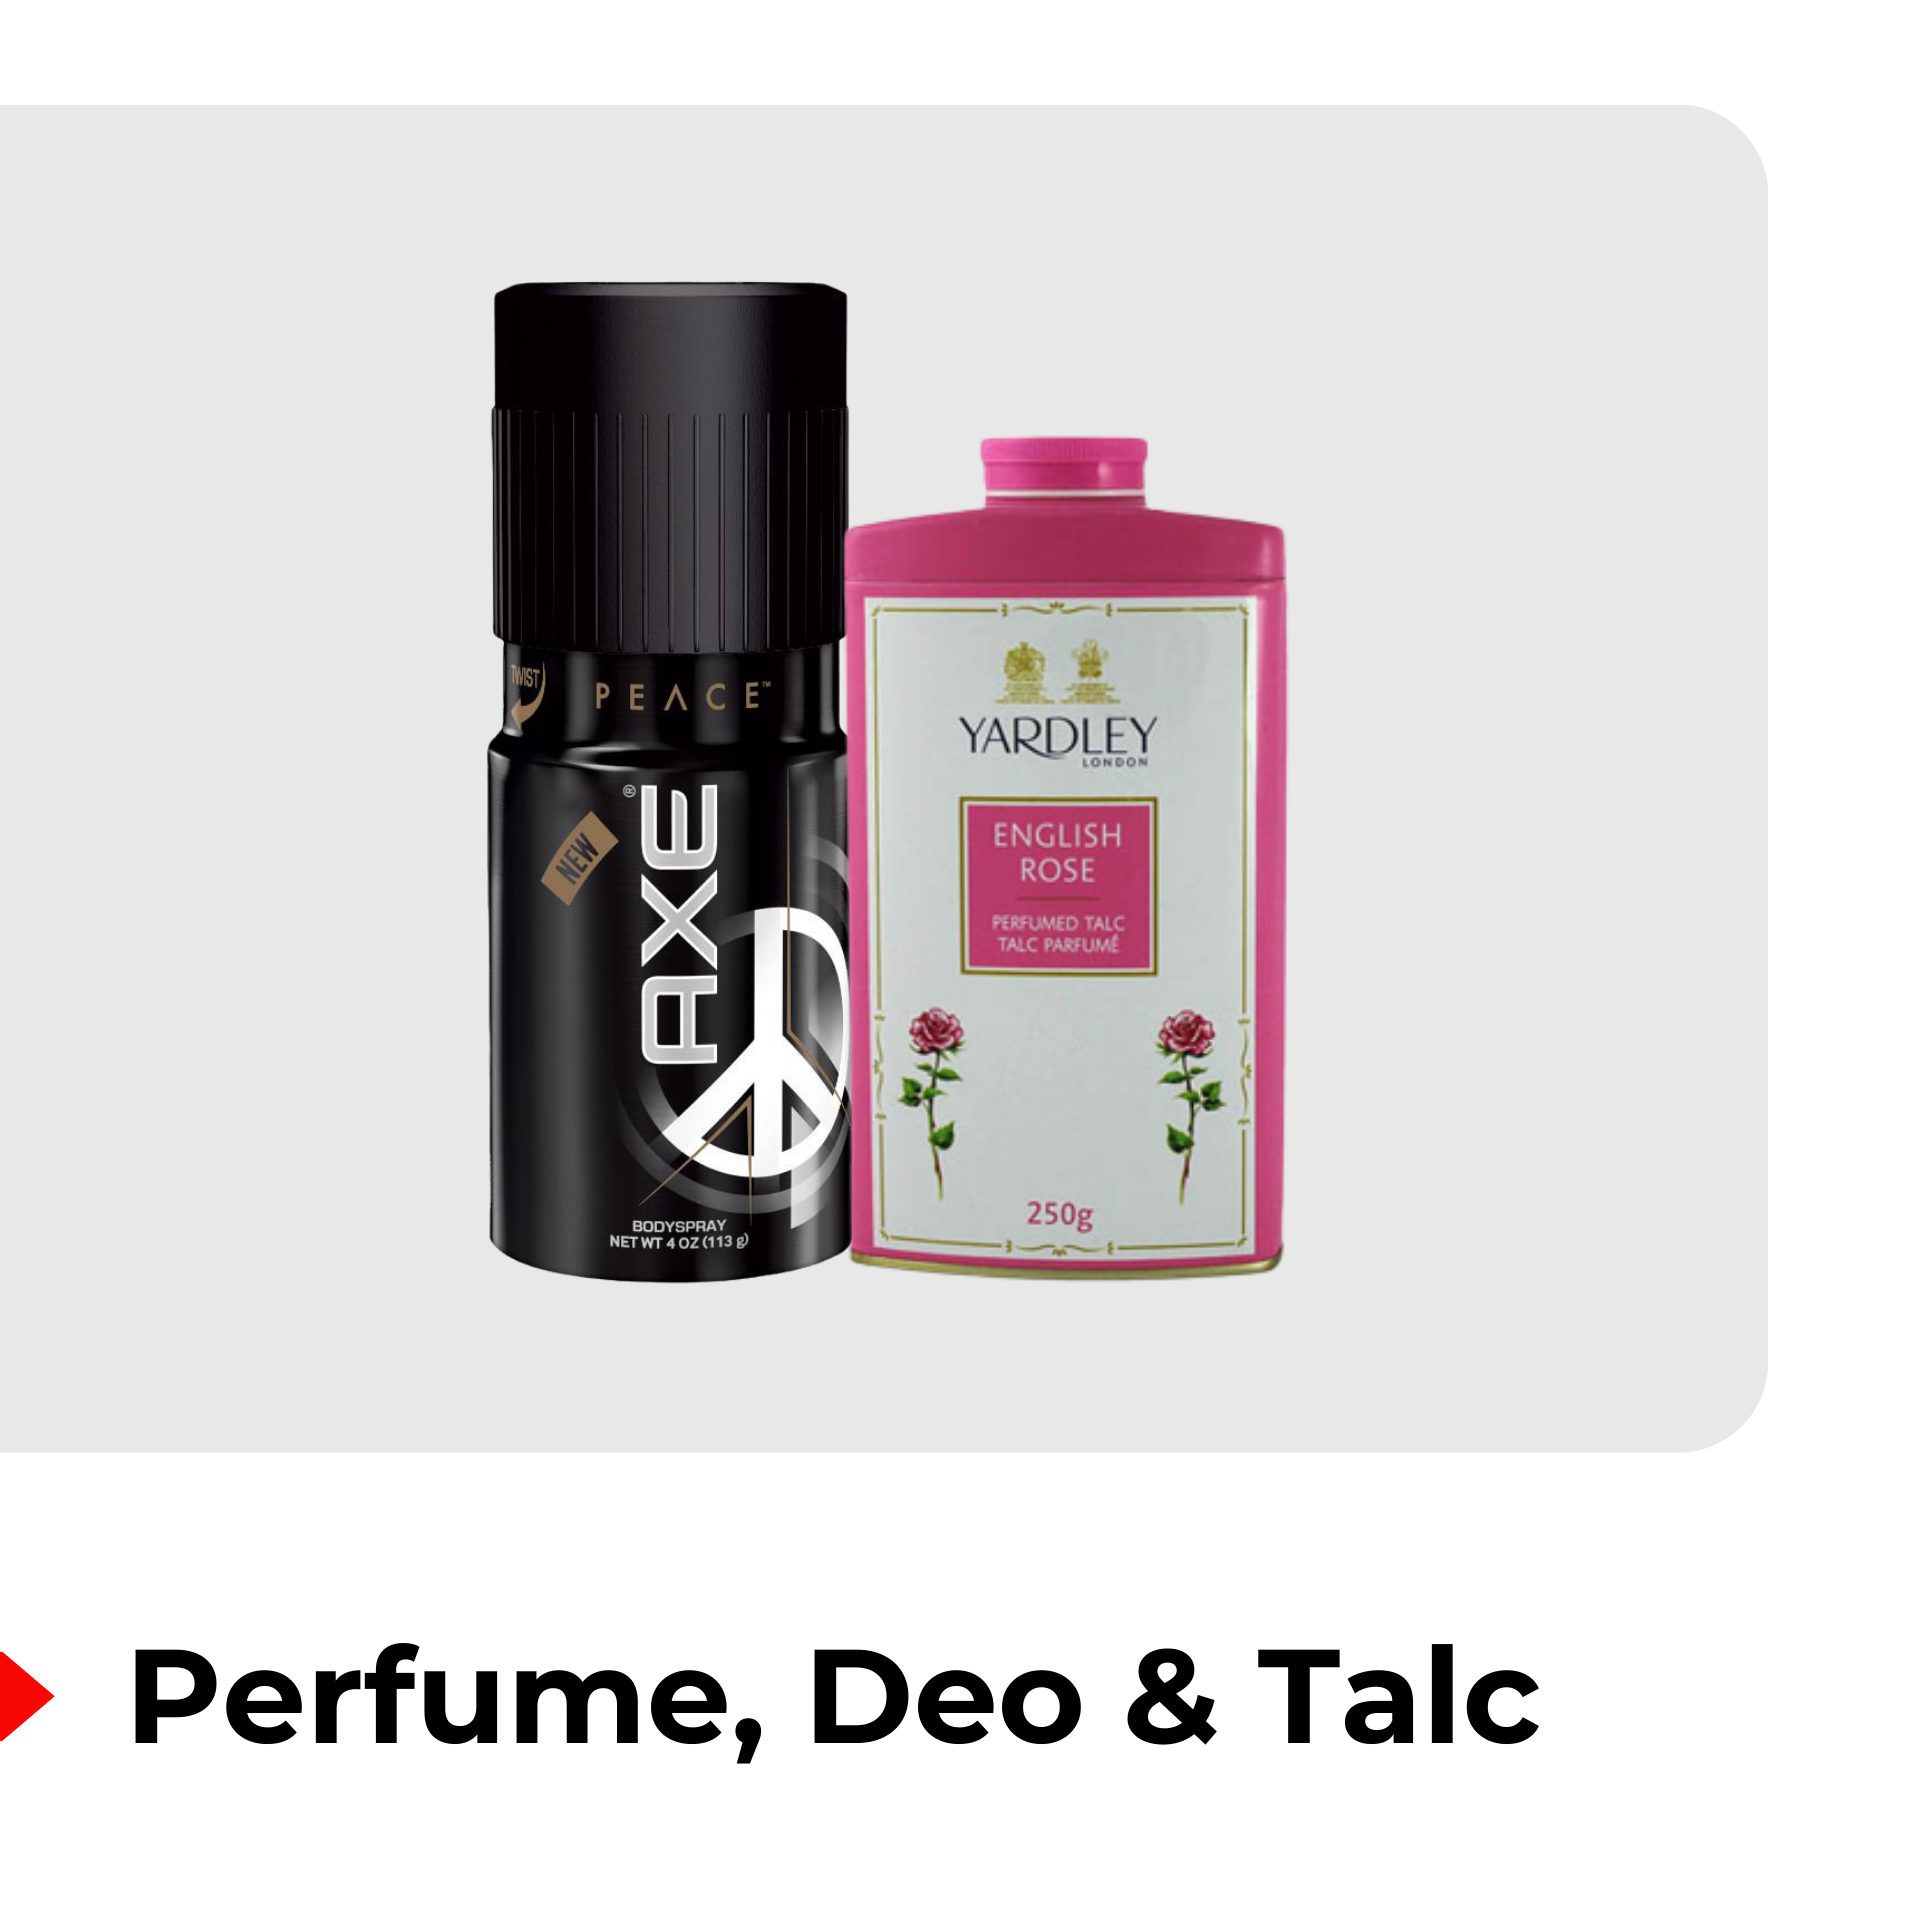 TWIST
PEACE™
NEW
AXE®
BODYSPRAY
NET WT 4 OZ (113 g)
YARDLEY
LONDON
ENGLISH
ROSE
PERFUMED TALC
TALC PARFUMÉ
250g
Perfume, Deo & Talc